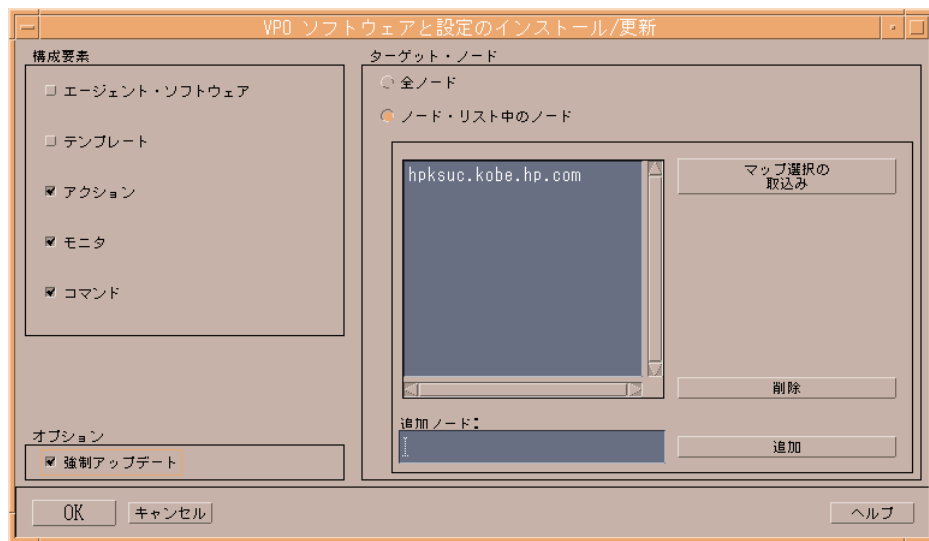 VPO ソフトウェアと設定のインストール/更新
構成要素
エージェント・ソフトウェア
テンプレート
アクション
モニタ
コマンド
オプション
強制アップデート
ターゲット・ノード
全ノード
ノード・リスト中のノード
hpksuc.kobe.hp.com
マップ選択の
取込み
削除
追加ノード:
追加
OK
キャンセル
ヘルプ